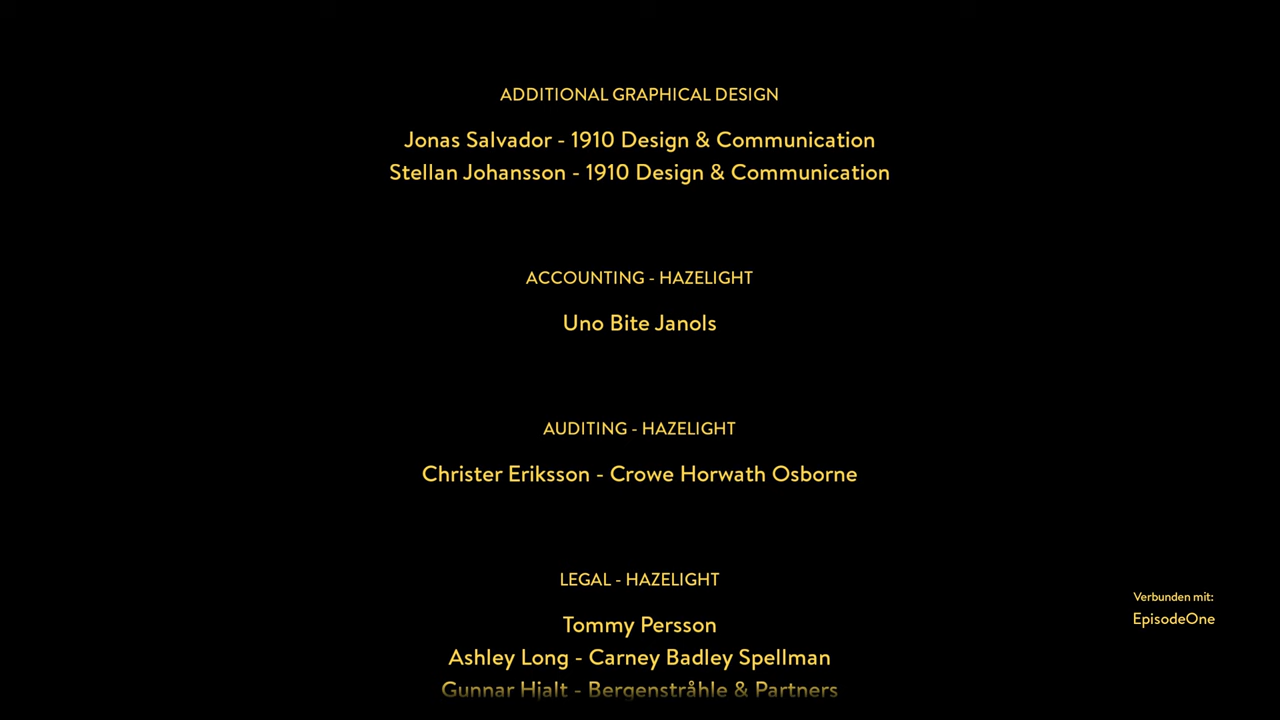 ADDITIONAL GRAPHICAL DESIGN
Jonas Salvador - 1910 Design & Communication
Stellan Johansson - 1910 Design & Communication
ACCOUNTING - HAZELIGHT
Uno Bite Janols
AUDITING - HAZELIGHT
Christer Eriksson - Crowe Horwath Osborne
LEGAL - HAZELIGHT
Tommy Persson
Ashley Long - Carney Badley Spellman
Gunnar Hjalt - Bergenstråhle & Partners
Verbunden mit:
EpisodeOne